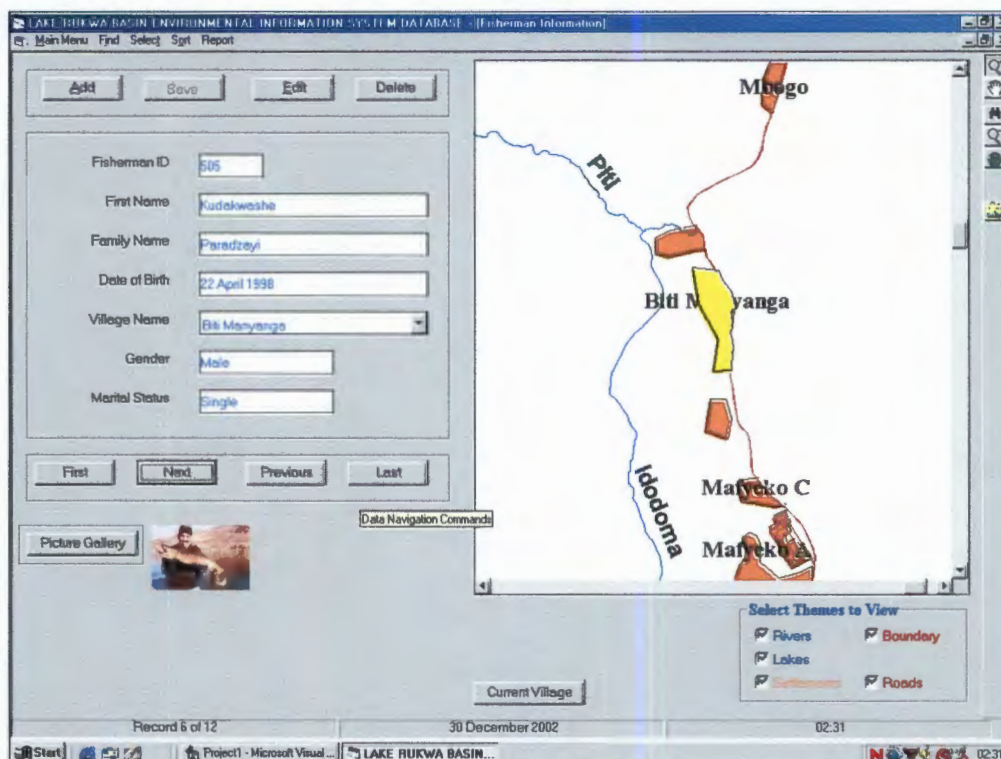 LAKE RUKWA BASIN ENVIRONMENTAL INFORMATION SYSTEM DATABASE - [Fisherman Information]
Main Menu Find Select Sort Report
Add Save Edit Delete
Fisherman ID 505
First Name Kudakwashe
Family Name Paradzayi
Date of Birth 22 April 1998
Village Name Biti Manyanga
Gender Male
Marital Status Single
First Next Previous Last
Data Navigation Commands
Picture Gallery
Mbogo
Piti
Biti M yanga
Idodoma
Mafyeko C
Mafyeko A
Select Themes to View
Rivers Boundary
Lakes
Settlements Roads
Current Village
Record 6 of 12 30 December 2002 02:31
Start Project1 - Microsoft Visual ... LAKE RUKWA BASIN... 02:31